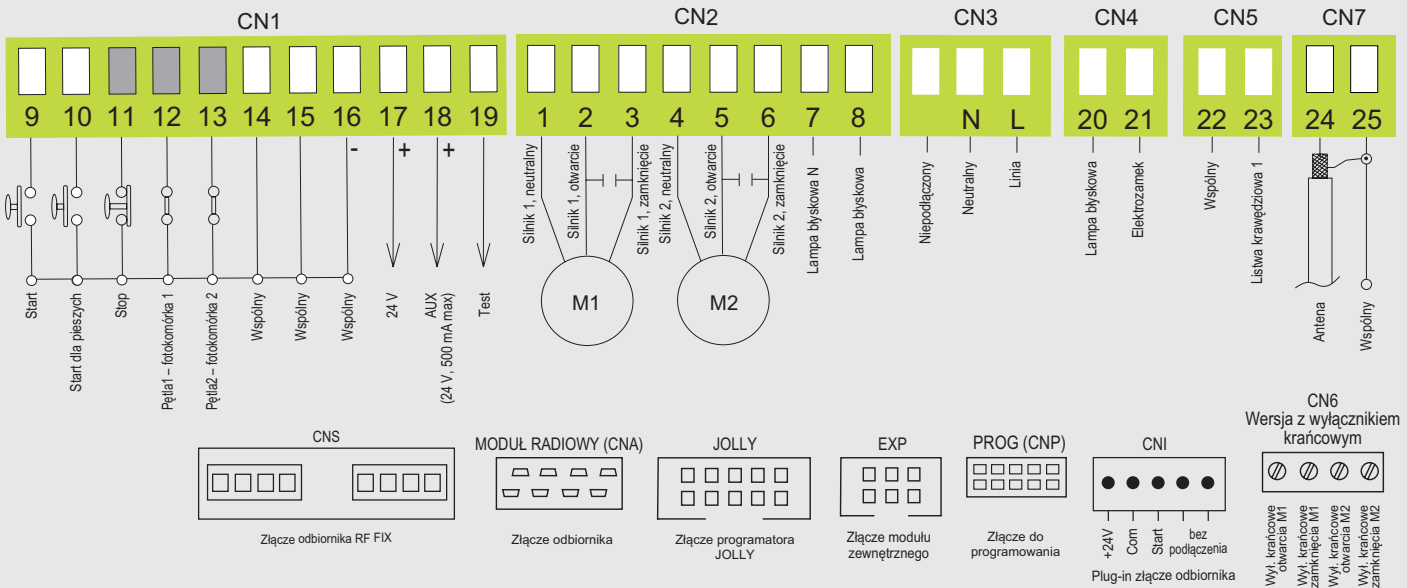 CN1 CN2 CN3 CN4 CN5 CN7
9 10 11 12 13 14 15 16 17 18 19 1 2 3 4 5 6 7 8 N L 20 21 22 23 24 25
- + +
Start
Start dla pieszych
Stop
Pętla1 – fotokomórka 1
Pętla2 – fotokomórka 2
Wspólny
Wspólny
Wspólny
24 V
AUX
(24 V, 500 mA max)
Test
Silnik 1, neutralny
Silnik 1, otwarcie
Silnik 1, zamknięcie
Silnik 2, neutralny
Silnik 2, otwarcie
Silnik 2, zamknięcie
Lampa błyskowa N
Lampa błyskowa
M1
M2
Niepodłączony
Neutralny
Linia
Lampa błyskowa
Elektrozamek
Wspólny
Listwa krawędziowa 1
Antena
Wspólny
CNS
Złącze odbiornika RF FIX
MODUŁ RADIOWY (CNA)
Złącze odbiornika
JOLLY
Złącze programatora
JOLLY
EXP
Złącze modułu
zewnętrznego
PROG (CNP)
Złącze do
programowania
CNI
+24V
Com
Start
bez
podłączenia
Plug-in złącze odbiornika
CN6
Wersja z wyłącznikiem
krańcowym
Wył. krańcowe
otwarcia M1
Wył. krańcowe
zamknięcia M1
Wył. krańcowe
otwarcia M2
Wył. krańcowe
zamknięcia M2